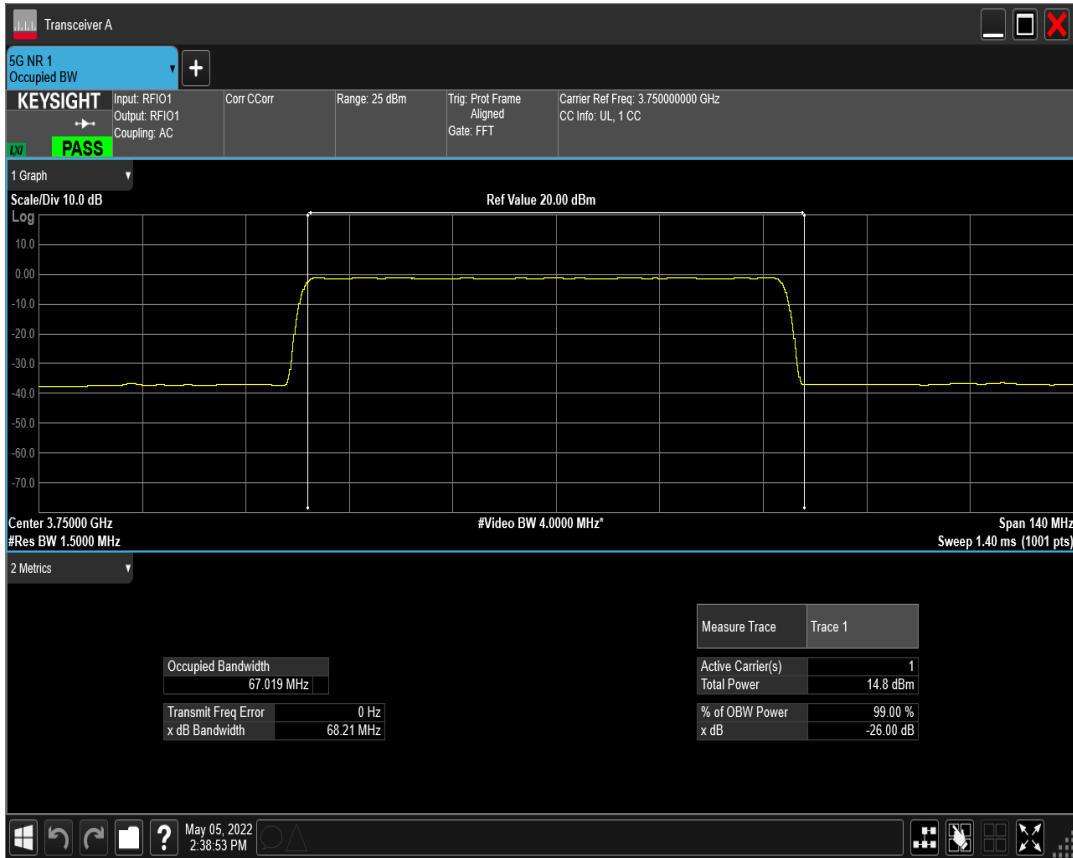 Transceiver A
5G NR 1
Occupied BW
KEYSIGHT
LXI
PASS
Input: RFIO1
Output: RFIO1
Coupling: AC
Corr CCorr
Range: 25 dBm
Trig: Prot Frame
Aligned
Gate: FFT
Carrier Ref Freq: 3.750000000 GHz
CC Info: UL, 1 CC
1 Graph
Scale/Div 10.0 dB
Ref Value 20.00 dBm
Log
10.0
0.00
-10.0
-20.0
-30.0
-40.0
-50.0
-60.0
-70.0
Center 3.75000 GHz
#Video BW 4.0000 MHz*
Span 140 MHz
#Res BW 1.5000 MHz
Sweep 1.40 ms (1001 pts)
2 Metrics
Measure Trace Trace 1
Occupied Bandwidth
67.019 MHz
Active Carrier(s) 1
Total Power 14.8 dBm
Transmit Freq Error 0 Hz
x dB Bandwidth 68.21 MHz
% of OBW Power 99.00 %
x dB -26.00 dB
?
May 05, 2022
2:38:53 PM